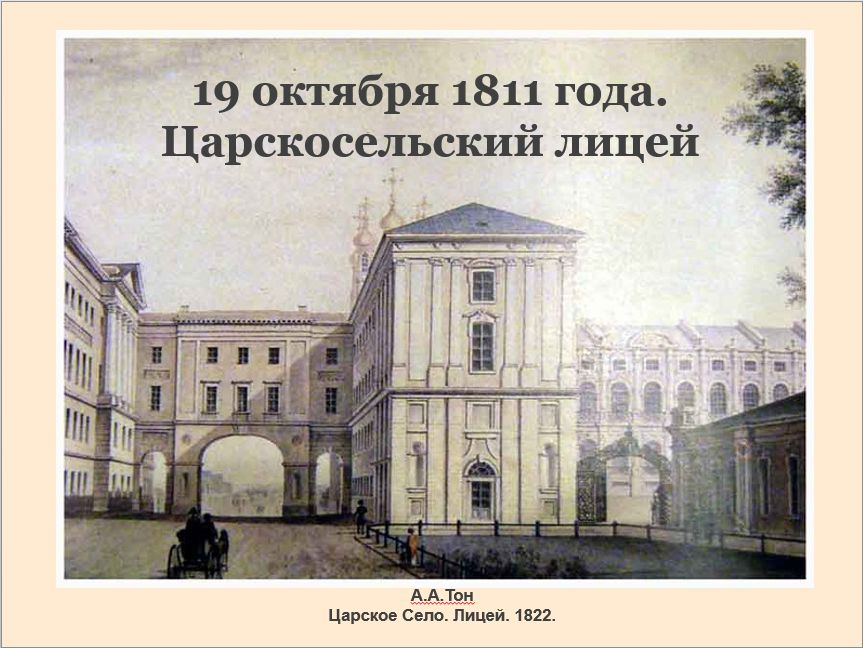 19 октября 1811 года.
Царскосельский лицей
А.А.Тон
Царское Село. Лицей. 1822.